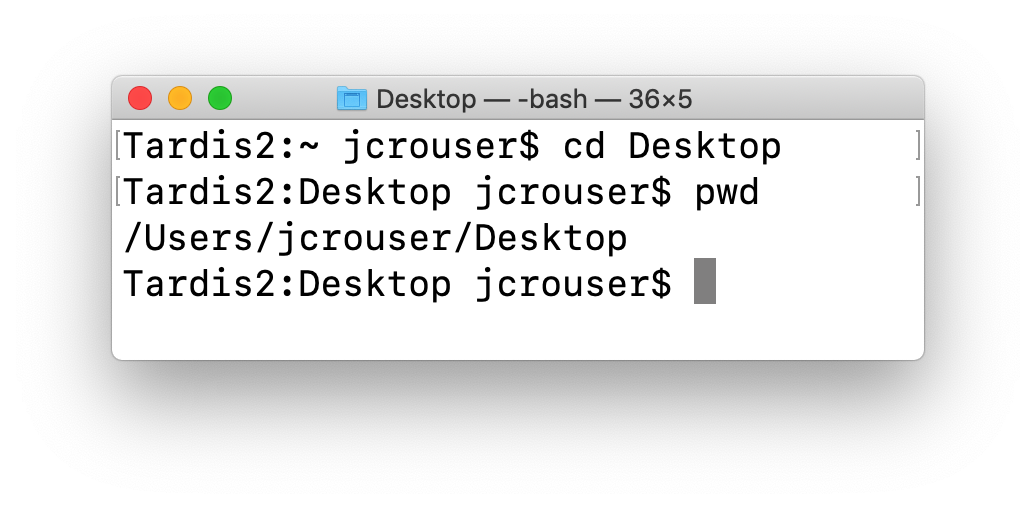 Desktop — -bash — 36×5
[Tardis2:~ jcrouser$ cd Desktop ]
[Tardis2:Desktop jcrouser$ pwd ]
/Users/jcrouser/Desktop
Tardis2:Desktop jcrouser$